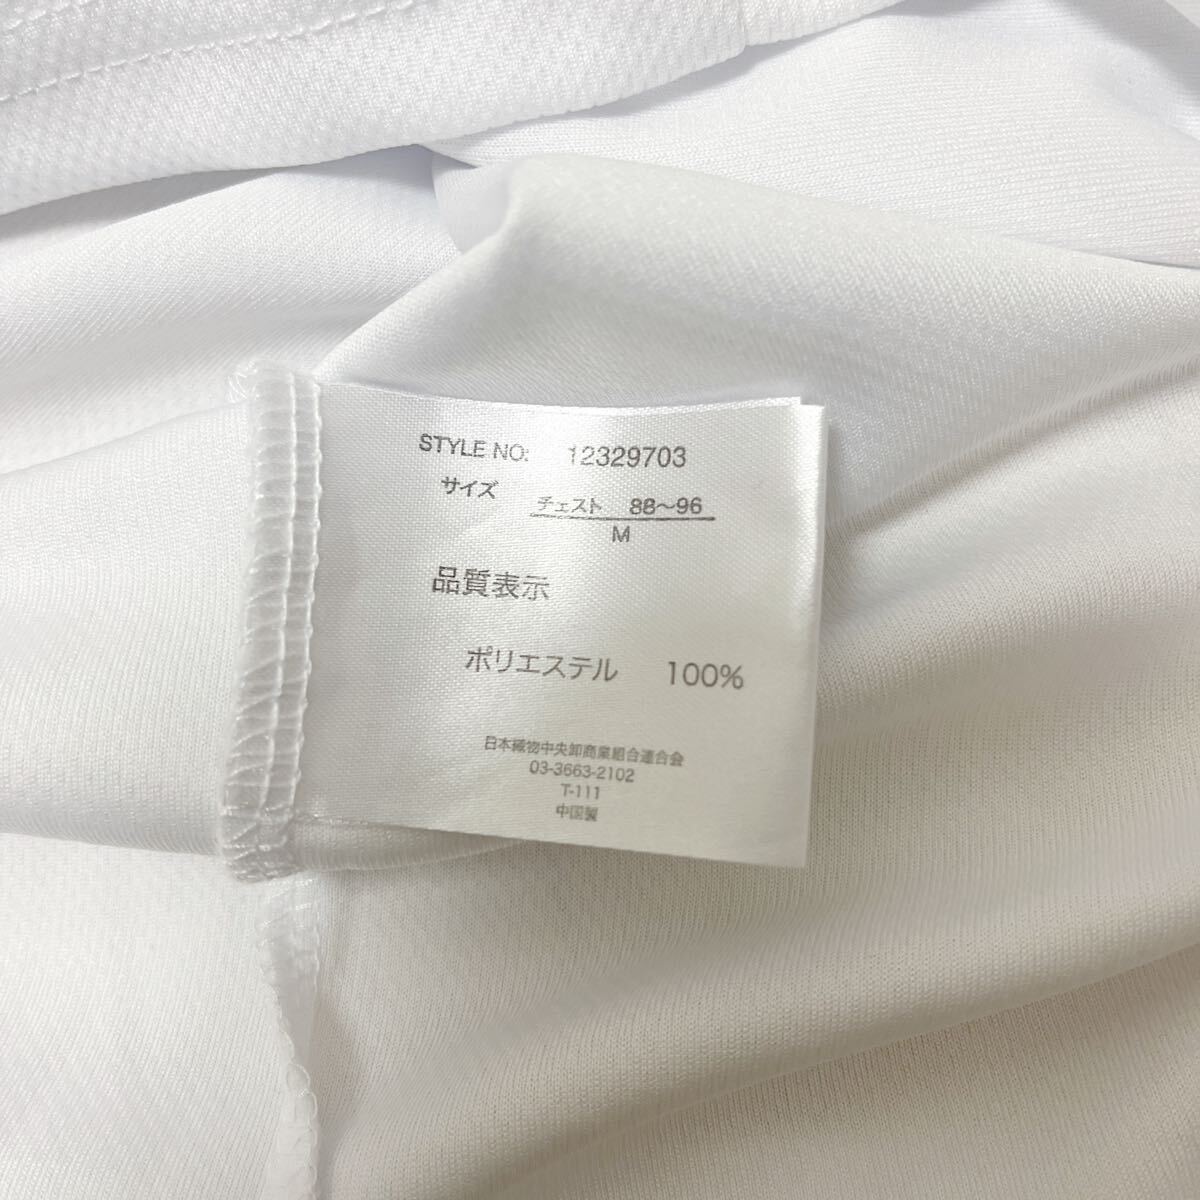 STYLE NO: 12329703
サイズ チェスト 88～96
M
品質表示
ポリエステル 100%
日本織物中央卸商業組合連合会
03-3663-2102
T-111
中国製